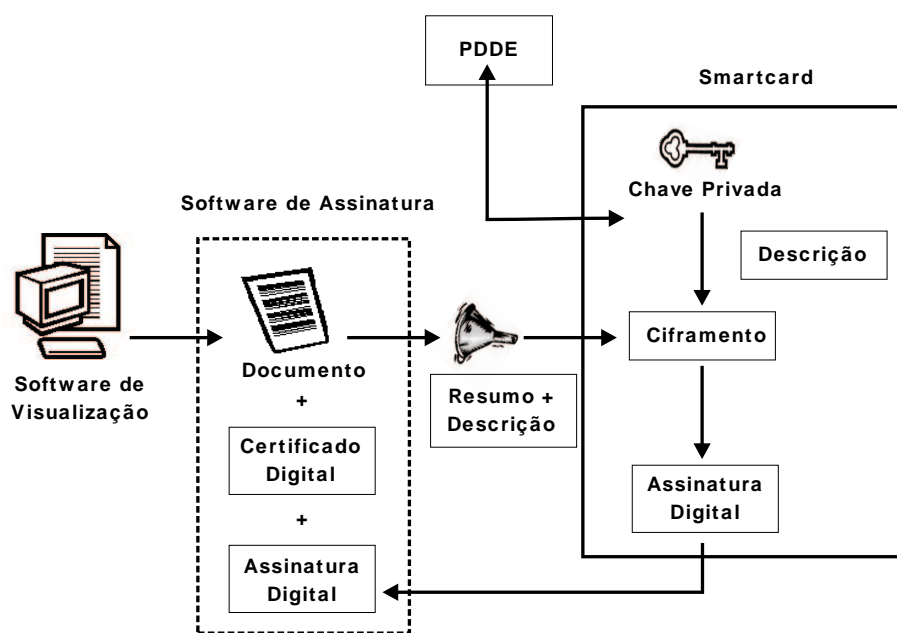 PDDE
Smartcard
Chave Privada
Software de Assinatura
Descrição
Ciframento
Documento
Software de
Visualização
Resumo +
Descrição
+
Certificado
Digital
Assinatura
Digital
+
Assinatura
Digital